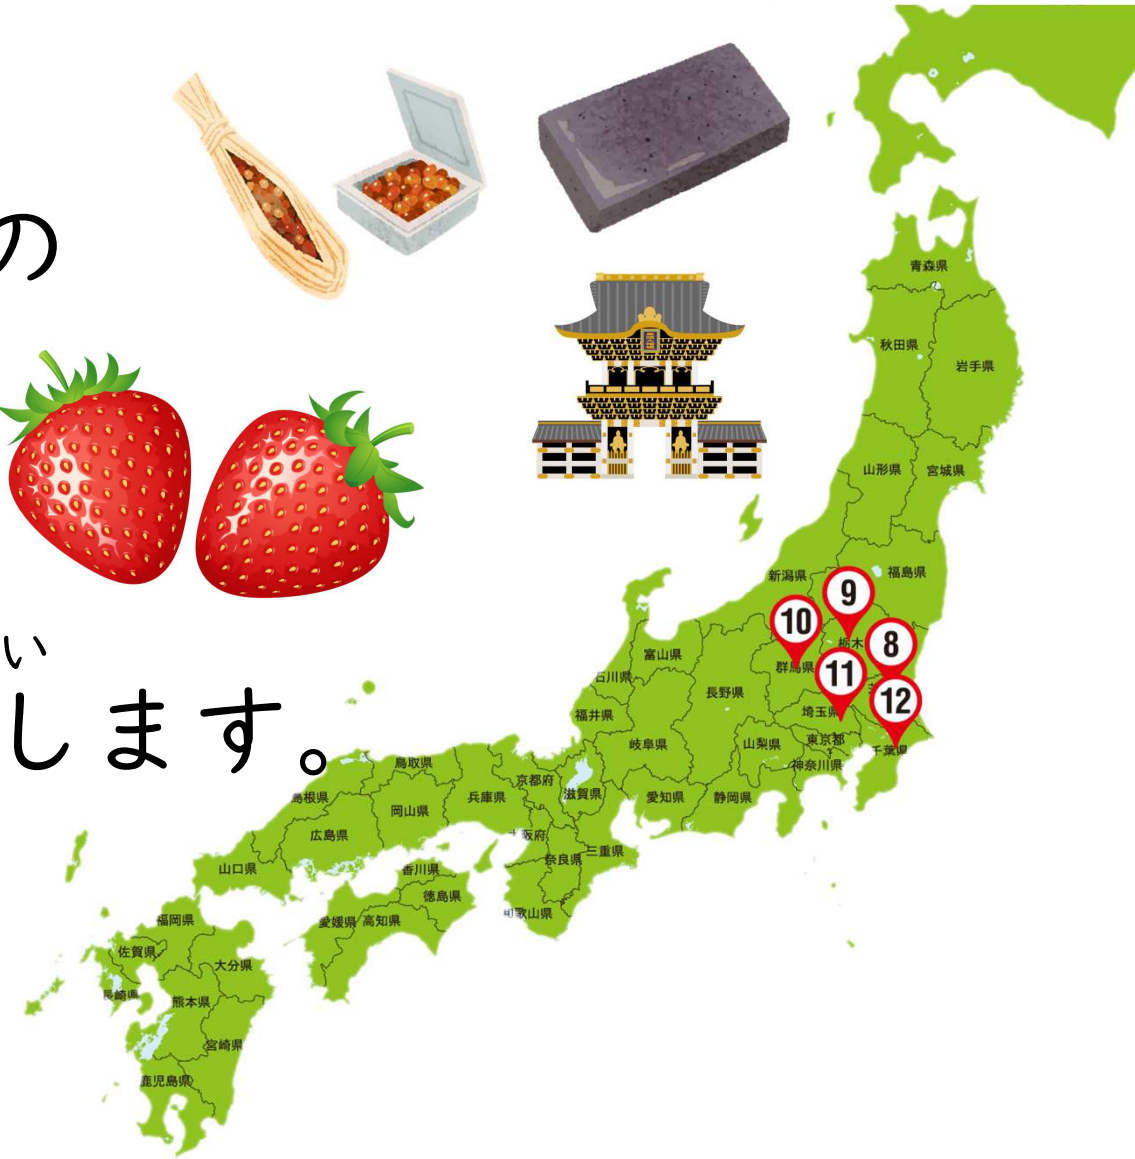 の
い
します。
青森県
秋田県
岩手県
山形県
宮城県
新潟県
福島県
9
10
栃木
8
群馬県
11
12
富山県
石川県
長野県
福井県
埼玉県
岐阜県
山梨県
東京都
千葉県
神奈川県
鳥取県
京都府
滋賀県
兵庫県
愛知県
静岡県
島根県
岡山県
広島県
阪府
奈良県
三重県
山口県
香川県
徳島県
和歌山県
愛媛県
高知県
福岡県
佐賀県
大分県
長崎県
熊本県
宮崎県
鹿児島県